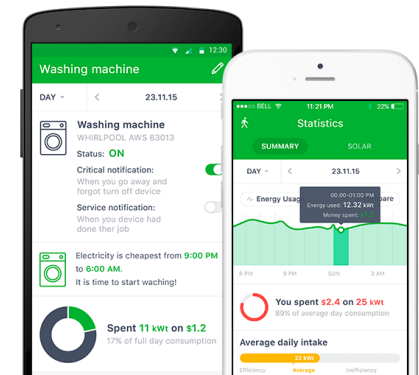 12:30
Washing machine
DAY
23.11.15
Washing machine
WHIRLPOOL AWS 63013
Status: ON
Critical notification:
When you go away and
forgot turn off device
Service notification:
When you device had
done ther job
Electricity is cheapest from 9:00 PM
to 6:00 AM.
It is time to start waching!
Spent 11 kWt on $1.2
17% of full day consumption
BELL
11:21 PM
22%
Statistics
SUMMARY
SOLAR
DAY
23.11.15
00:00-01:00 PM
Energy used: 12.32 kWt
Money spent:
Energy Usag
are
6 PM
9 PM
SUN
3 AM
You spent $2.4 on 25 kWt
89% of average day consumption
Average daily intake
22 kWt
Efficiency
Average
Inefficiency